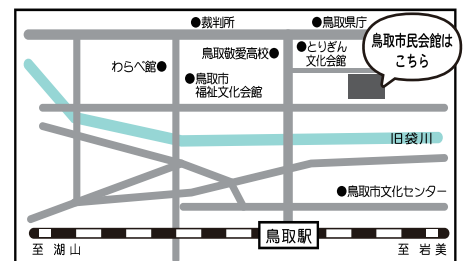 ●裁判所
●鳥取県庁
鳥取市民会館は
こちら
鳥取敬愛高校●
●とりぎん
文化会館
わらべ館●
●鳥取市
福祉文化会館
旧袋川
●鳥取市文化センター
鳥取駅
至 湖山
至 岩美